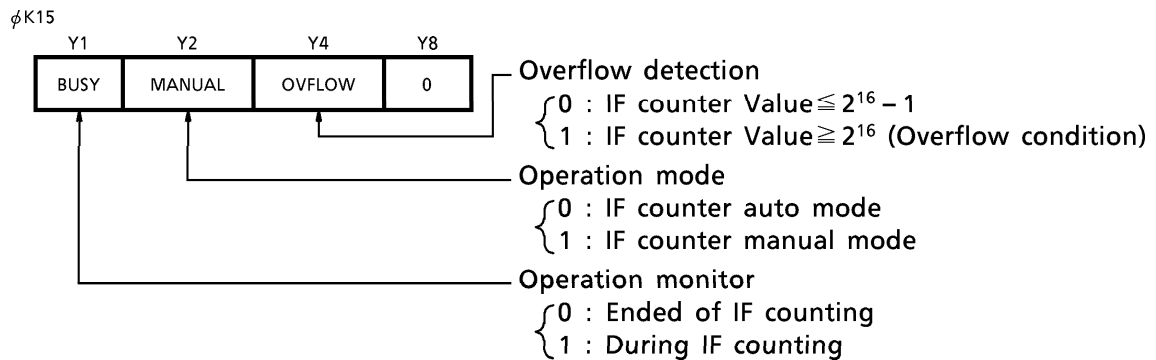 ϕK15
Y1 Y2 Y4 Y8
BUSY MANUAL OVFLOW 0
Overflow detection
0 : IF counter Value≦2¹⁶ – 1
1 : IF counter Value≧2¹⁶ (Overflow condition)
Operation mode
0 : IF counter auto mode
1 : IF counter manual mode
Operation monitor
0 : Ended of IF counting
1 : During IF counting